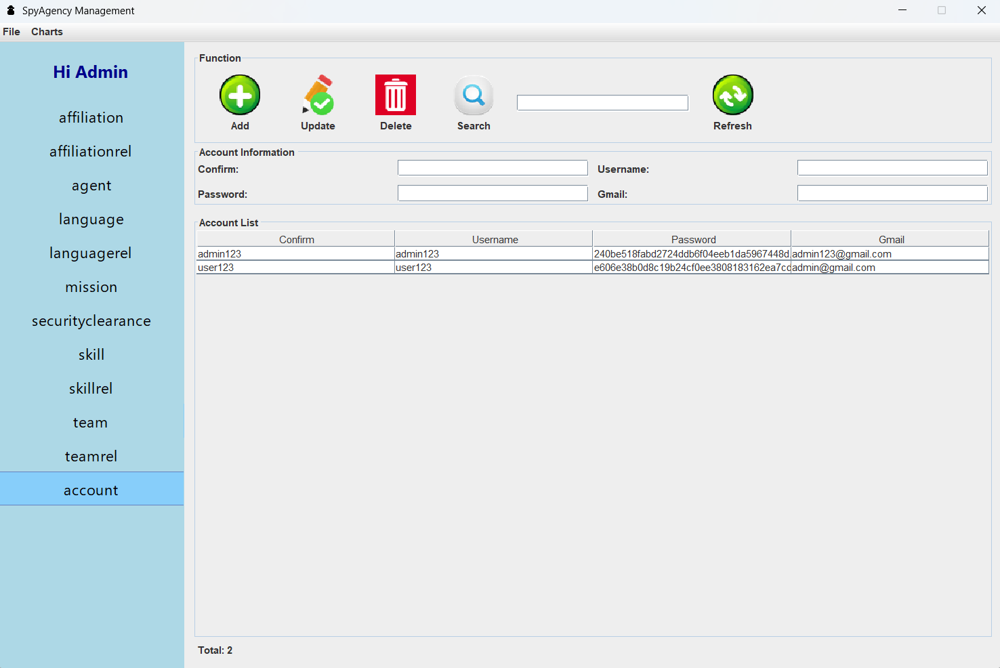 SpyAgency Management
File Charts
Hi Admin
affiliation
affiliationrel
agent
language
languagerel
mission
securityclearance
skill
skillrel
team
teamrel
account
Function
Add Update Delete Search Refresh
Account Information
Confirm: Username:
Password: Gmail:
Account List
Confirm Username Password Gmail
admin123 admin123 240be518fabd2724ddb6f04eeb1da5967448d. admin123@gmail.com
user123 user123 e606e38b0d8c19b24cf0ee3808183162ea7cc admin@gmail.com
Total: 2